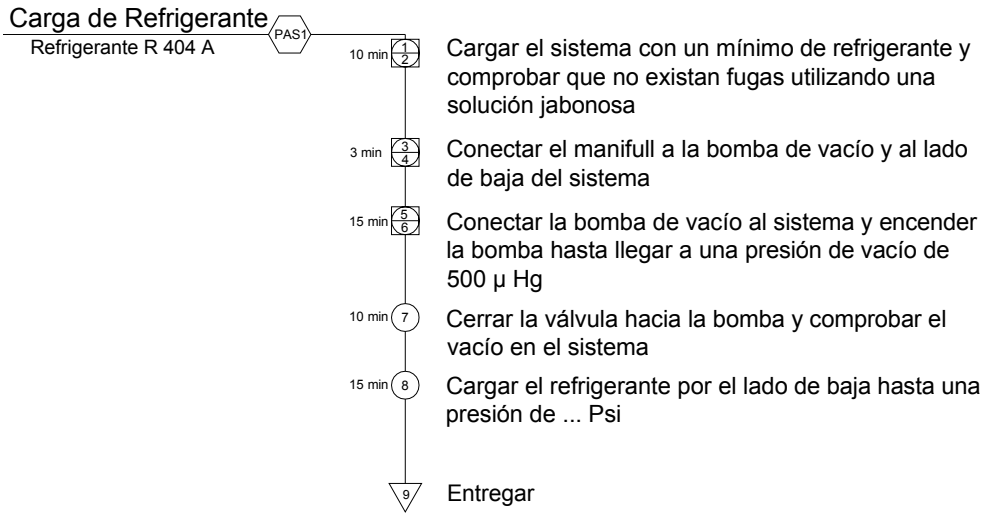 Carga de Refrigerante
PAS1
Refrigerante R 404 A
10 min
1
2
Cargar el sistema con un mínimo de refrigerante y
comprobar que no existan fugas utilizando una
solución jabonosa
3 min
3
4
Conectar el manifull a la bomba de vacío y al lado
de baja del sistema
15 min
5
6
Conectar la bomba de vacío al sistema y encender
la bomba hasta llegar a una presión de vacío de
500 μ Hg
10 min
7
Cerrar la válvula hacia la bomba y comprobar el
vacío en el sistema
15 min
8
Cargar el refrigerante por el lado de baja hasta una
presión de ... Psi
9
Entregar